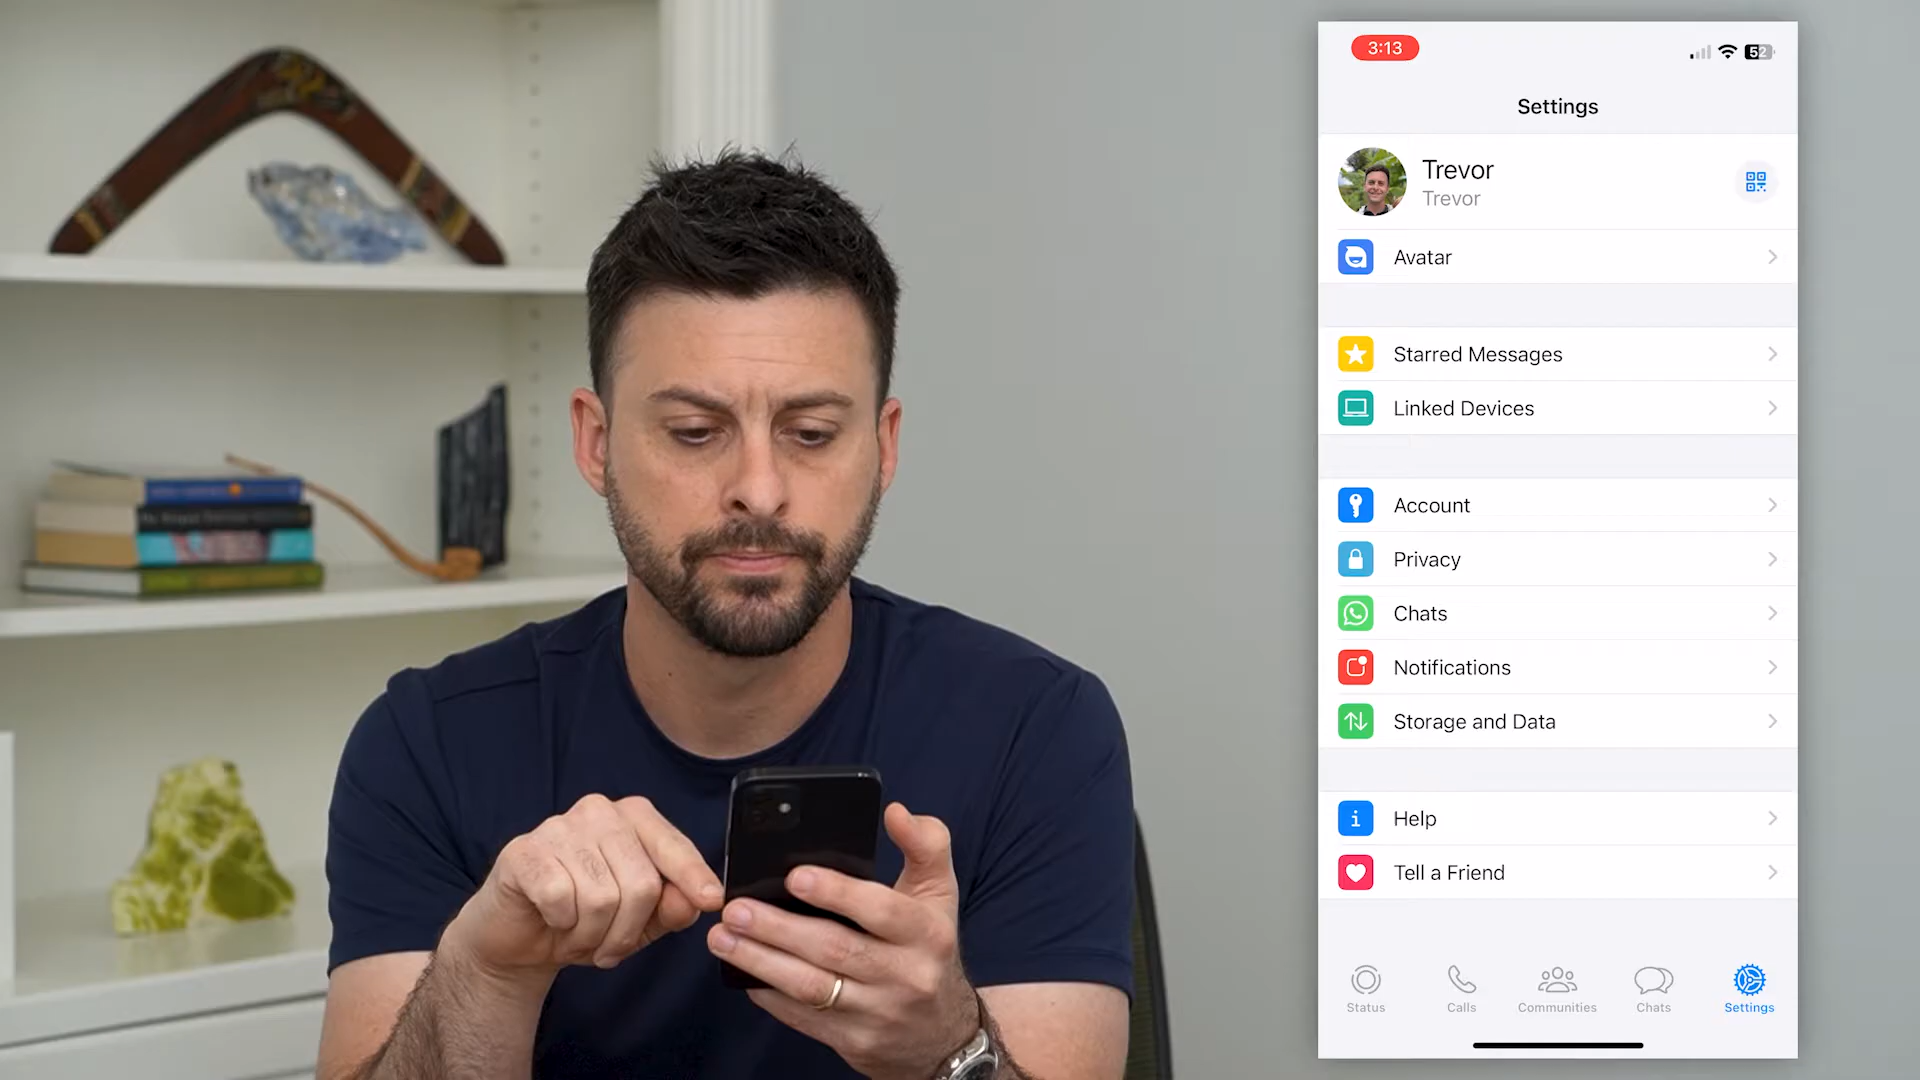 3:13
52
Settings
Trevor
Trevor
Avatar
Starred Messages
Linked Devices
Account
Privacy
Chats
Notifications
Storage and Data
Help
Tell a Friend
Status
Calls
Communities
Chats
Settings